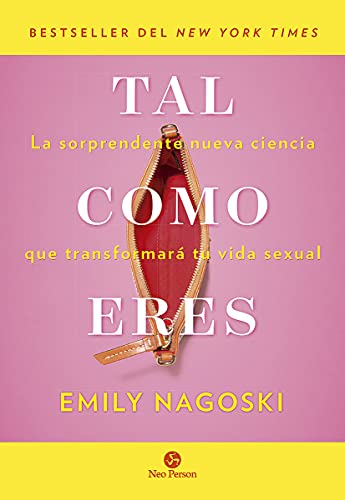 BESTSELLER DEL NEW YORK TIMES
TAL
La sorprendente nueva ciencia
COMO
que transformará tu vida sexual
ERES
EMILY NAGOSKI
Neo Person